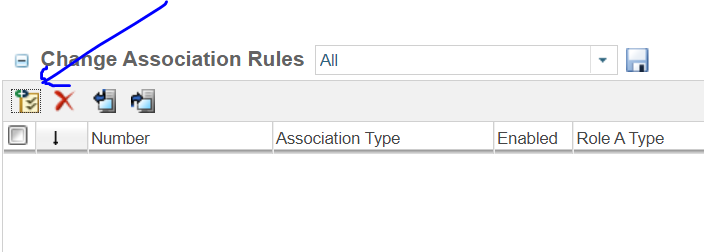 Change Association Rules All
Number Association Type Enabled Role A Type